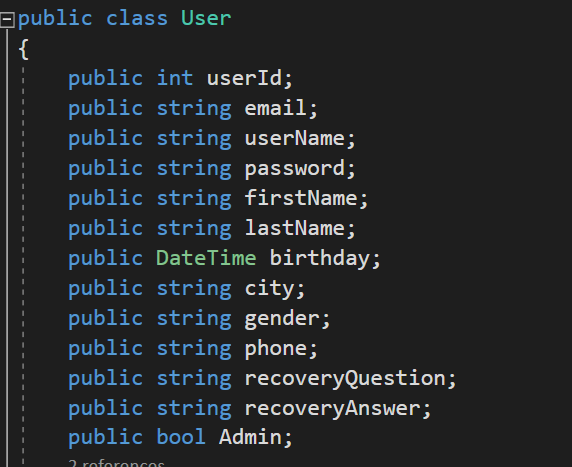 public class User
{
public int userId;
public string email;
public string userName;
public string password;
public string firstName;
public string lastName;
public DateTime birthday;
public string city;
public string gender;
public string phone;
public string recoveryQuestion;
public string recoveryAnswer;
public bool Admin;
2 references